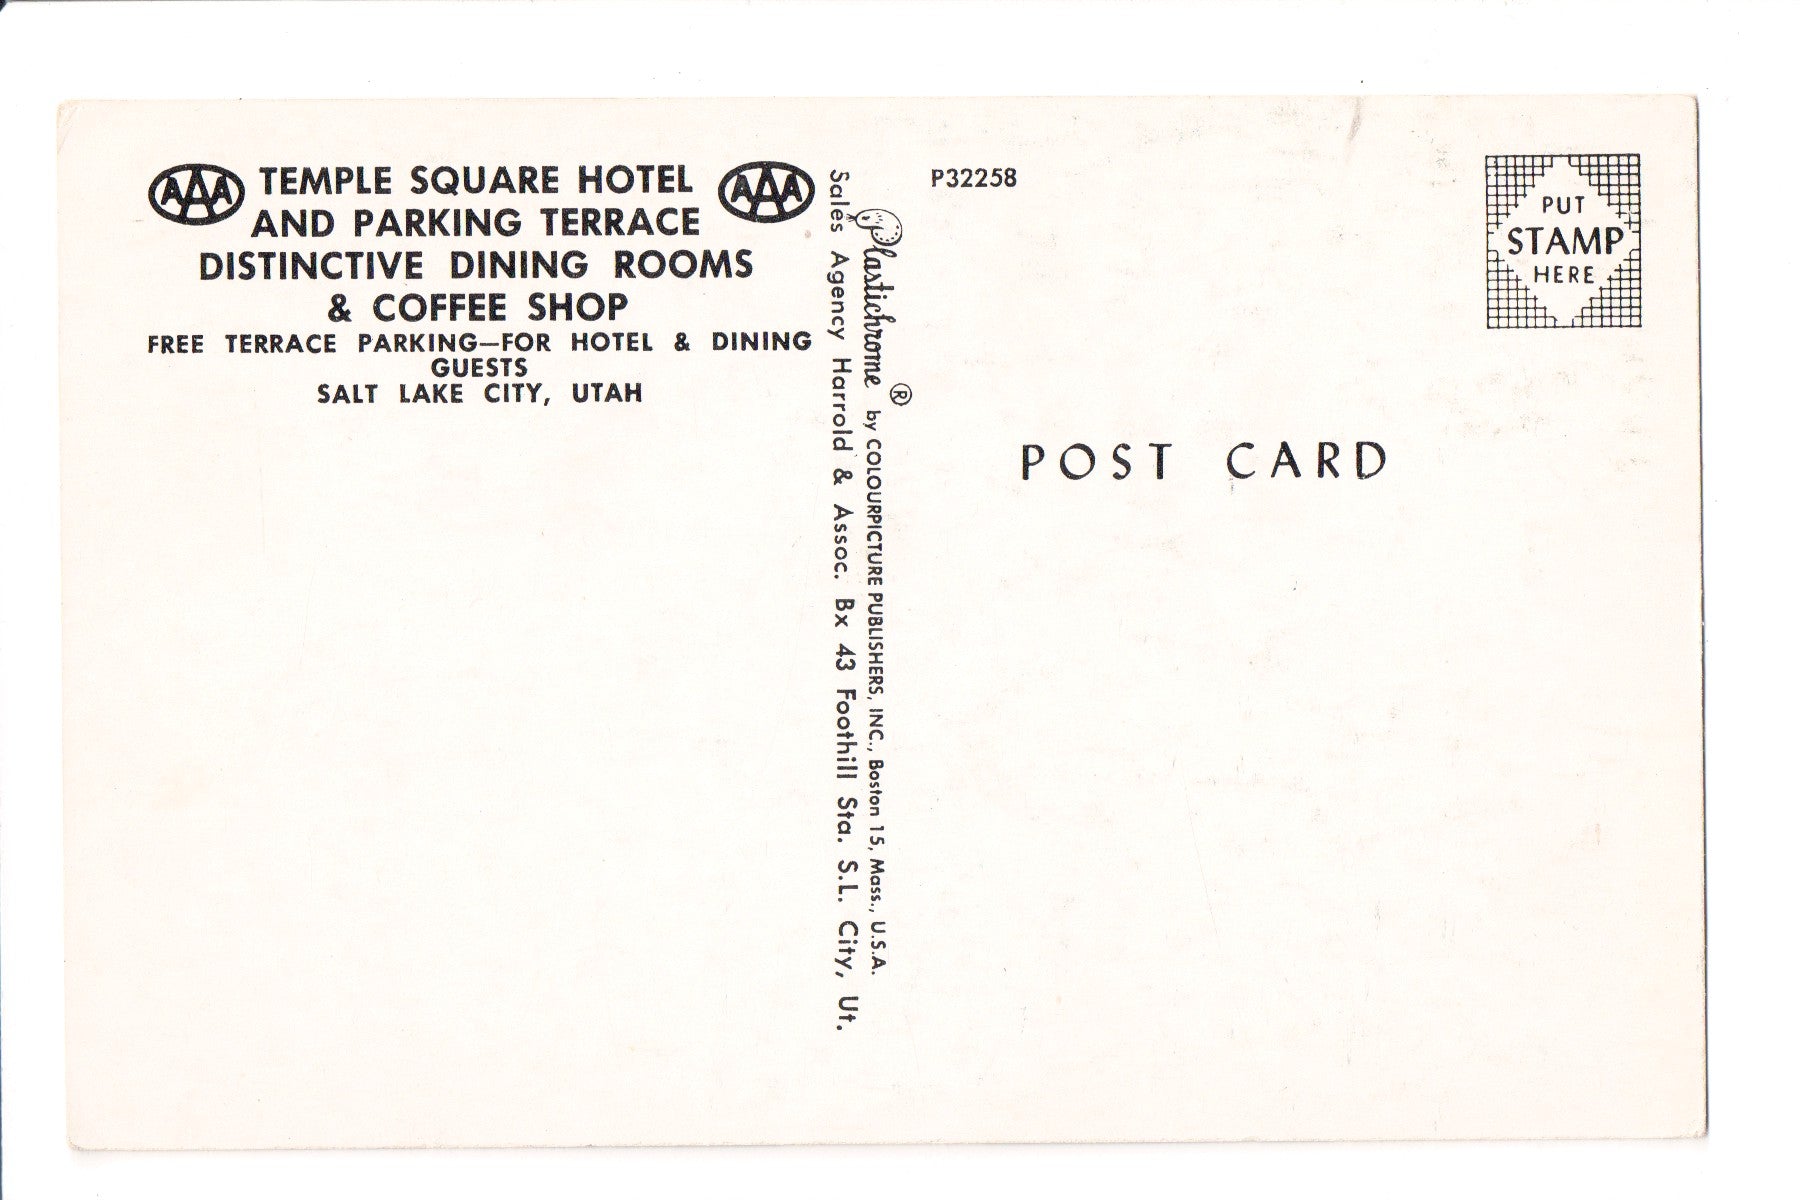 AAA TEMPLE SQUARE HOTEL AAA
AND PARKING TERRACE
DISTINCTIVE DINING ROOMS
& COFFEE SHOP
FREE TERRACE PARKING—FOR HOTEL & DINING
GUESTS
SALT LAKE CITY, UTAH
Sales Agency Harrold & Assoc. Bx 43 Foothill Sta. S.L. City, Ut.
Plastichrome ® by COLOURPICTURE PUBLISHERS, INC., Boston 15, Mass., U.S.A.
P32258
PUT
STAMP
HERE
POST CARD